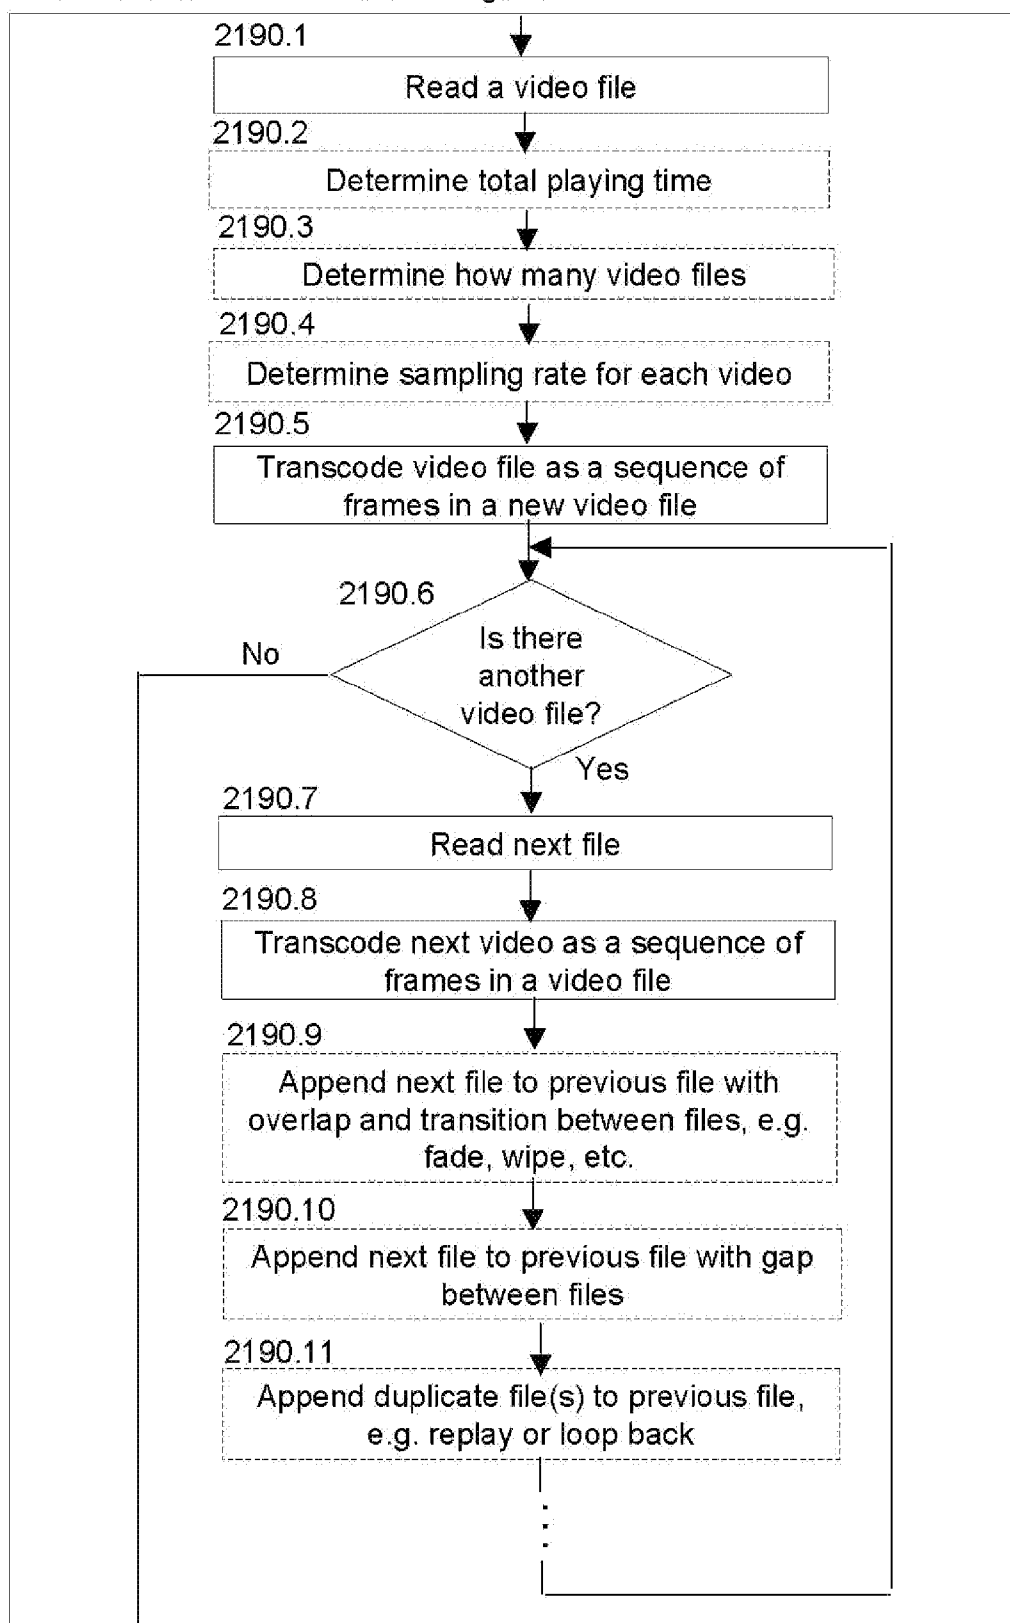 2190.1
Read a video file
2190.2
Determine total playing time
2190.3
Determine how many video files
2190.4
Determine sampling rate for each video
2190.5
Transcode video file as a sequence of
frames in a new video file
2190.6
Is there
another
video file?
No
Yes
2190.7
Read next file
2190.8
Transcode next video as a sequence of
frames in a video file
2190.9
Append next file to previous file with
overlap and transition between files, e.g.
fade, wipe, etc.
2190.10
Append next file to previous file with gap
between files
2190.11
Append duplicate file(s) to previous file,
e.g. replay or loop back